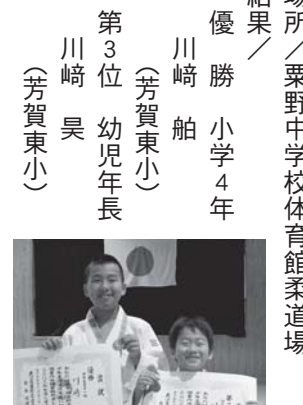 場所／粟野中学校体育館柔道場
結果／
優勝 小学4年
川﨑 舶
（芳賀東小）
第3位 幼児年長
川﨑 昊
（芳賀東小）